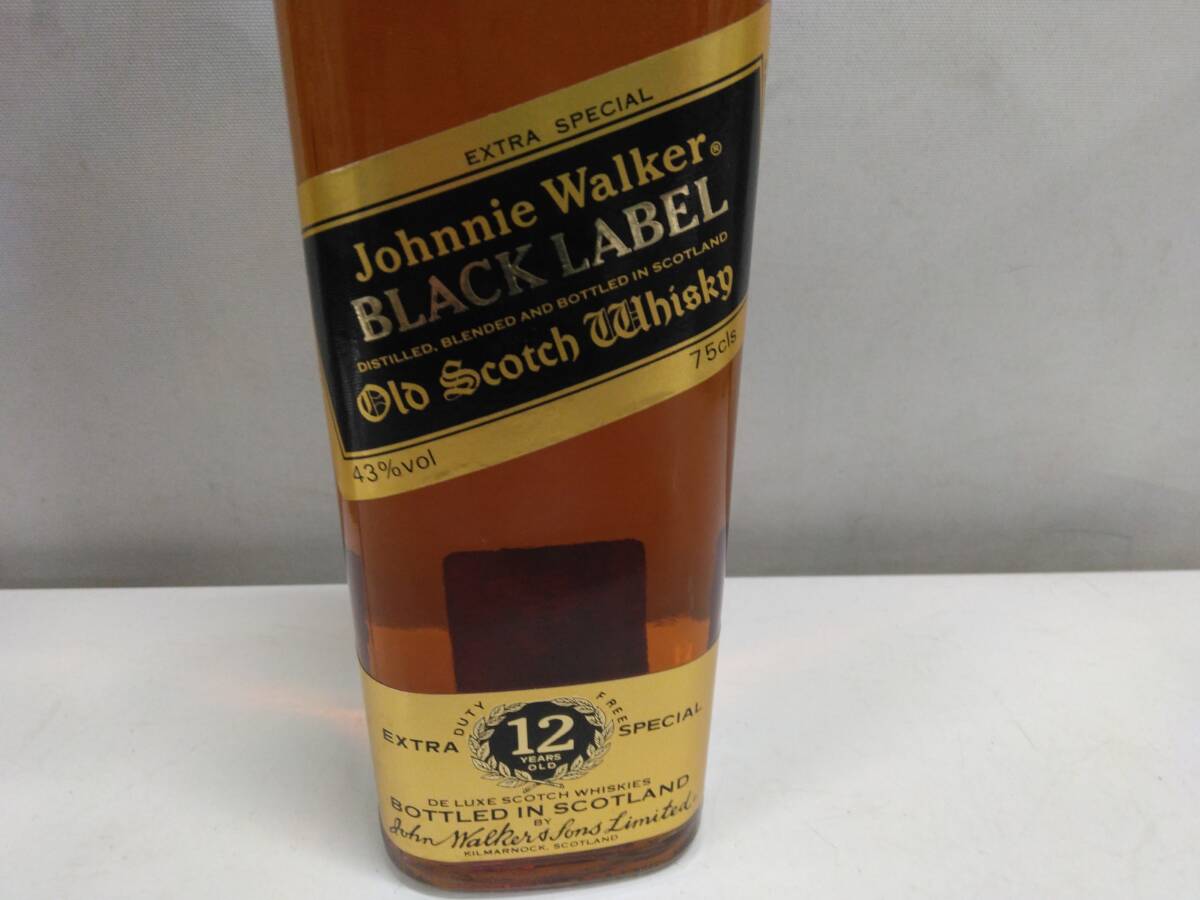 EXTRA SPECIAL
Johnnie Walker®
BLACK LABEL
DISTILLED, BLENDED AND BOTTLED IN SCOTLAND
Old Scotch Whisky
43%vol 75cls
DUTY FREE
EXTRA 12 SPECIAL
YEARS
OLD
DE LUXE SCOTCH WHISKIES
BOTTLED IN SCOTLAND
BY
John Walker & Sons Limited.
KILMARNOCK, SCOTLAND